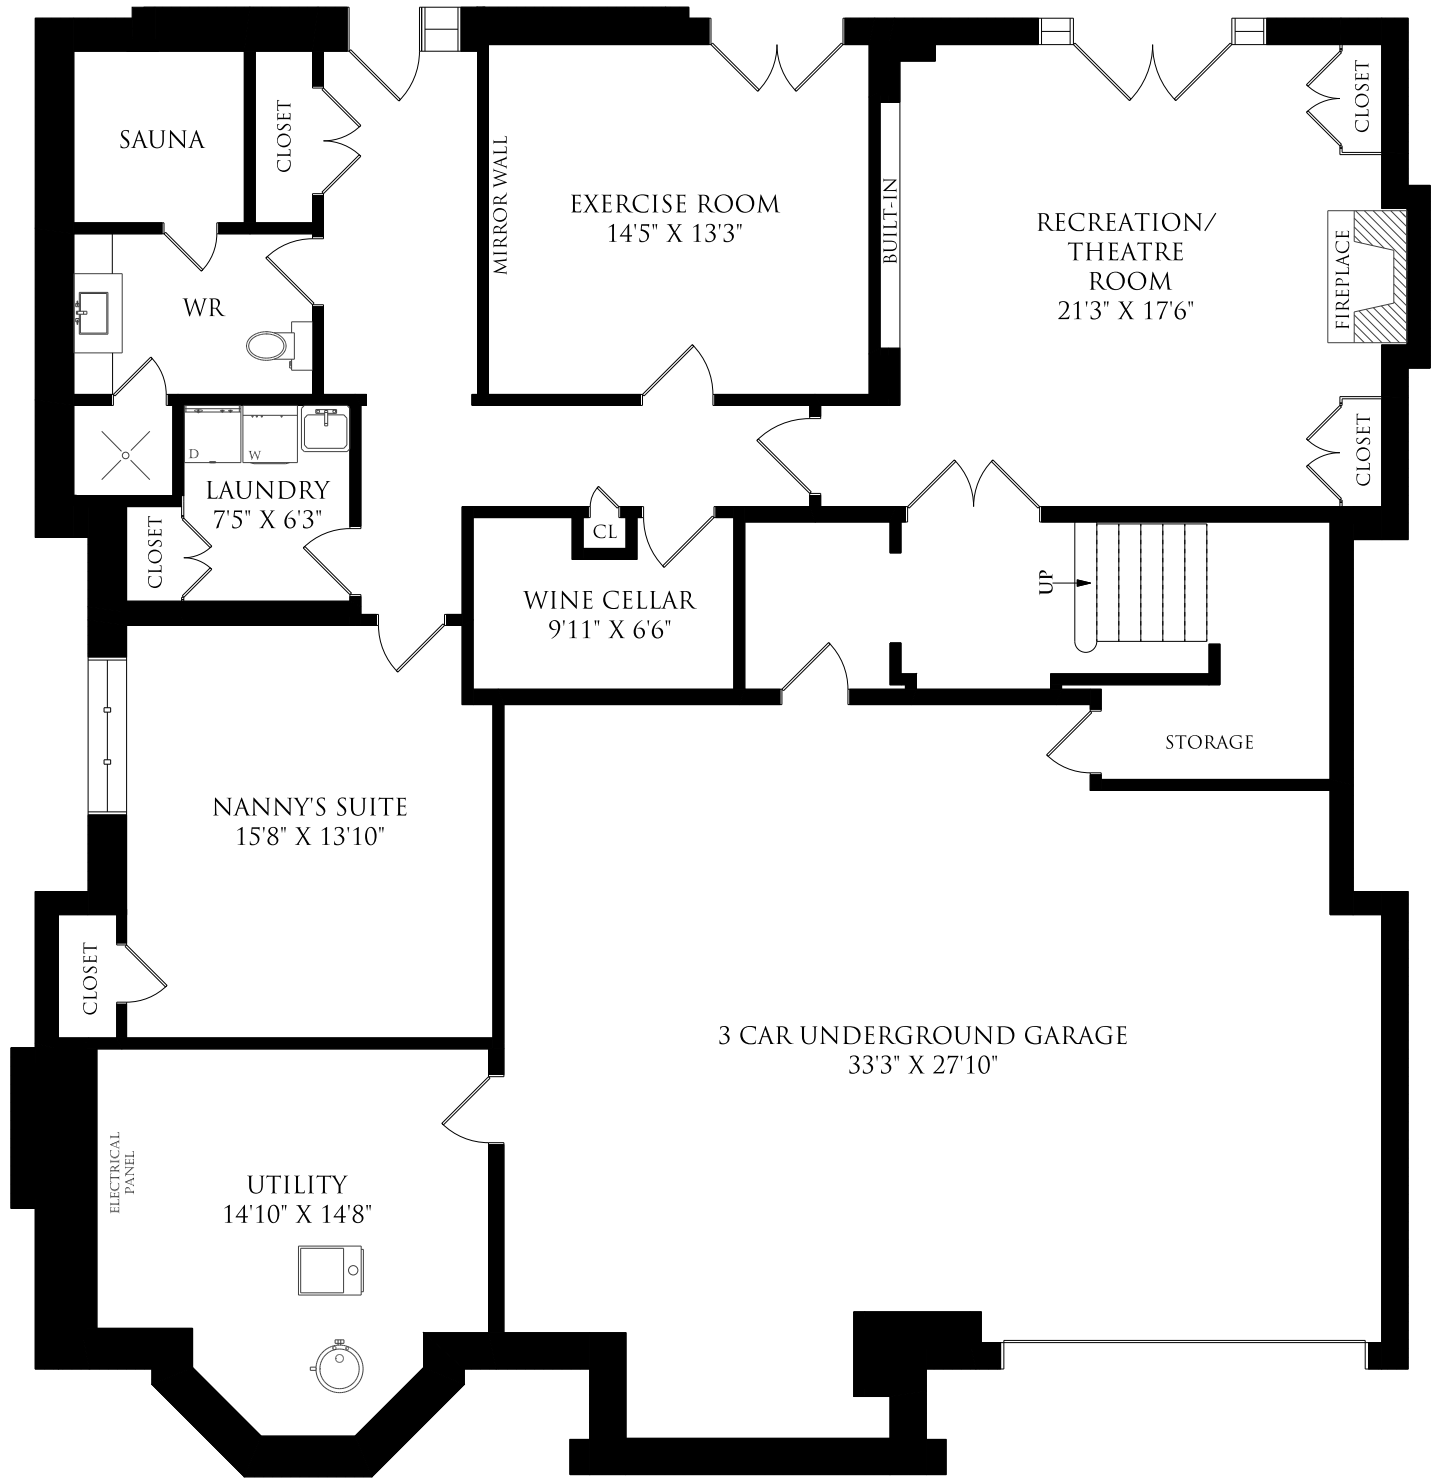 SAUNA
CLOSET
MIRROR WALL
EXERCISE ROOM
14'5" X 13'3"
BUILT-IN
RECREATION/
THEATRE
ROOM
21'3" X 17'6"
CLOSET
FIREPLACE
CLOSET
WR
D
W
LAUNDRY
7'5" X 6'3"
CLOSET
CL
WINE CELLAR
9'11" X 6'6"
UP
STORAGE
NANNY'S SUITE
15'8" X 13'10"
CLOSET
3 CAR UNDERGROUND GARAGE
33'3" X 27'10"
ELECTRICAL
PANEL
UTILITY
14'10" X 14'8"